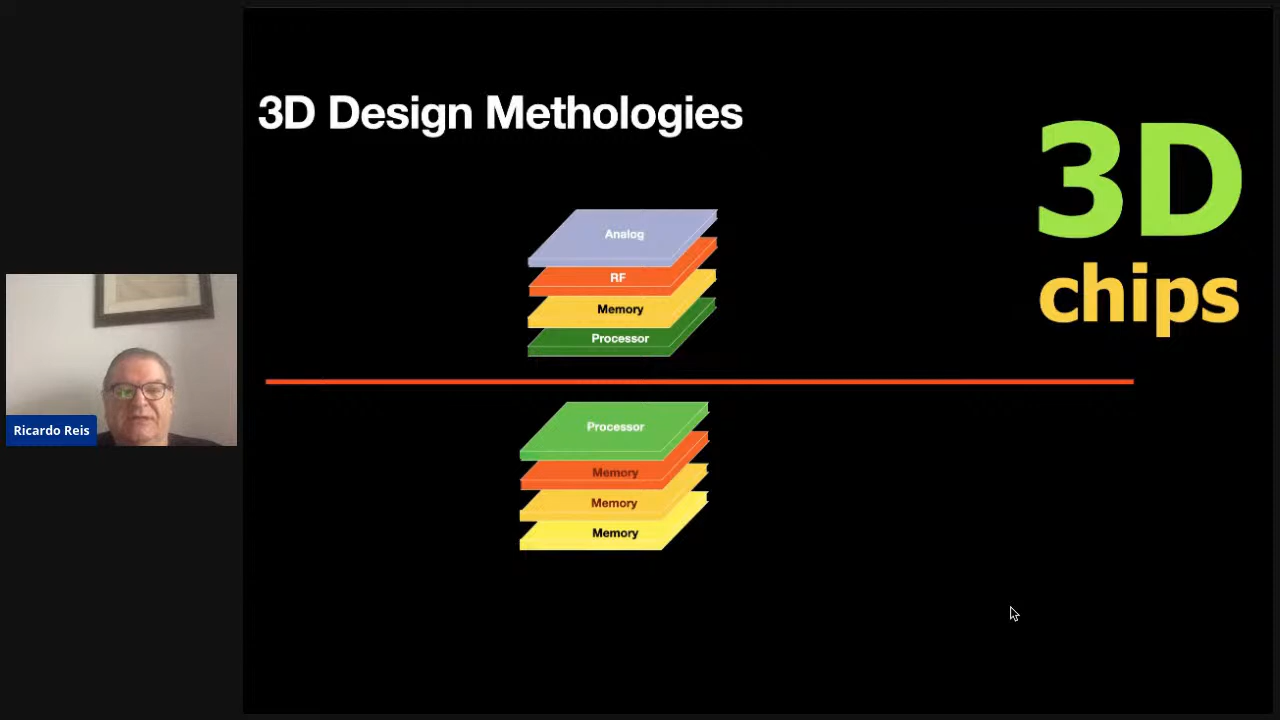 3D Design Methologies
3D
chips
Analog
RF
Memory
Processor
Processor
Memory
Memory
Memory
Ricardo Reis